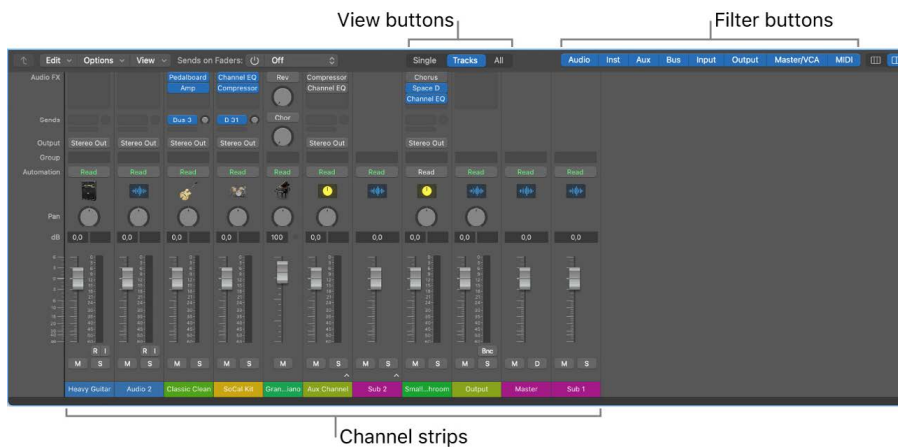 View buttons Filter buttons
Edit Options View Sends on Faders: Off Single Tracks All Audio Inst Aux Bus Input Output Master/VCA MIDI
Audio FX Pedalboard Channel EQ Rev Compressor Chorus
Amp Compressor Channel EQ Space D
Channel EQ
Sends Bus 3 B 31 Chor
Output Stereo Out Stereo Out Stereo Out Stereo Out Stereo Out Stereo Out
Group
Automation Read Read Read Read Read Read Read Read Read Read Read
Pan
dB 0,0 0,0 0,0 0,0 100 0,0 0,0 0,0 0,0 0,0 0,0
R I R I Bnc
M S M S M S M S M M S M S M S M S M D M S
Heavy Guitar Audio 2 Classic Clean SoCal Kit Gran...iano Aux Channel Sub 2 Small...hroom Output Master Sub 1
Channel strips